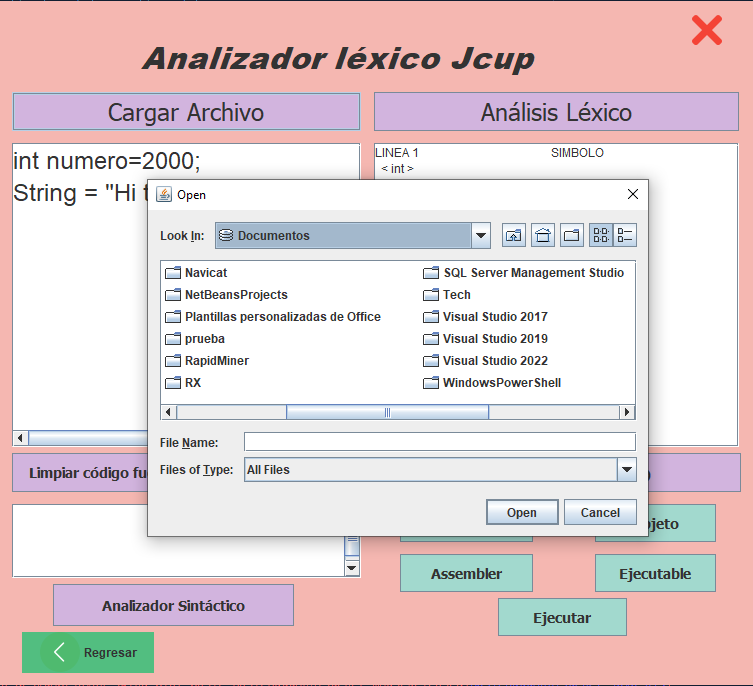 Analizador léxico Jcup
Cargar Archivo
Análisis Léxico
int numero=2000;
String = "Hi
LINEA 1 SIMBOLO
< int >
Open
Look In: Documentos
Navicat
NetBeansProjects
Plantillas personalizadas de Office
prueba
RapidMiner
RX
SQL Server Management Studio
Tech
Visual Studio 2017
Visual Studio 2019
Visual Studio 2022
WindowsPowerShell
File Name:
Files of Type: All Files
Open
Cancel
Limpiar código
Assembler
Ejecutable
Ejecutar
Analizador Sintáctico
Regresar